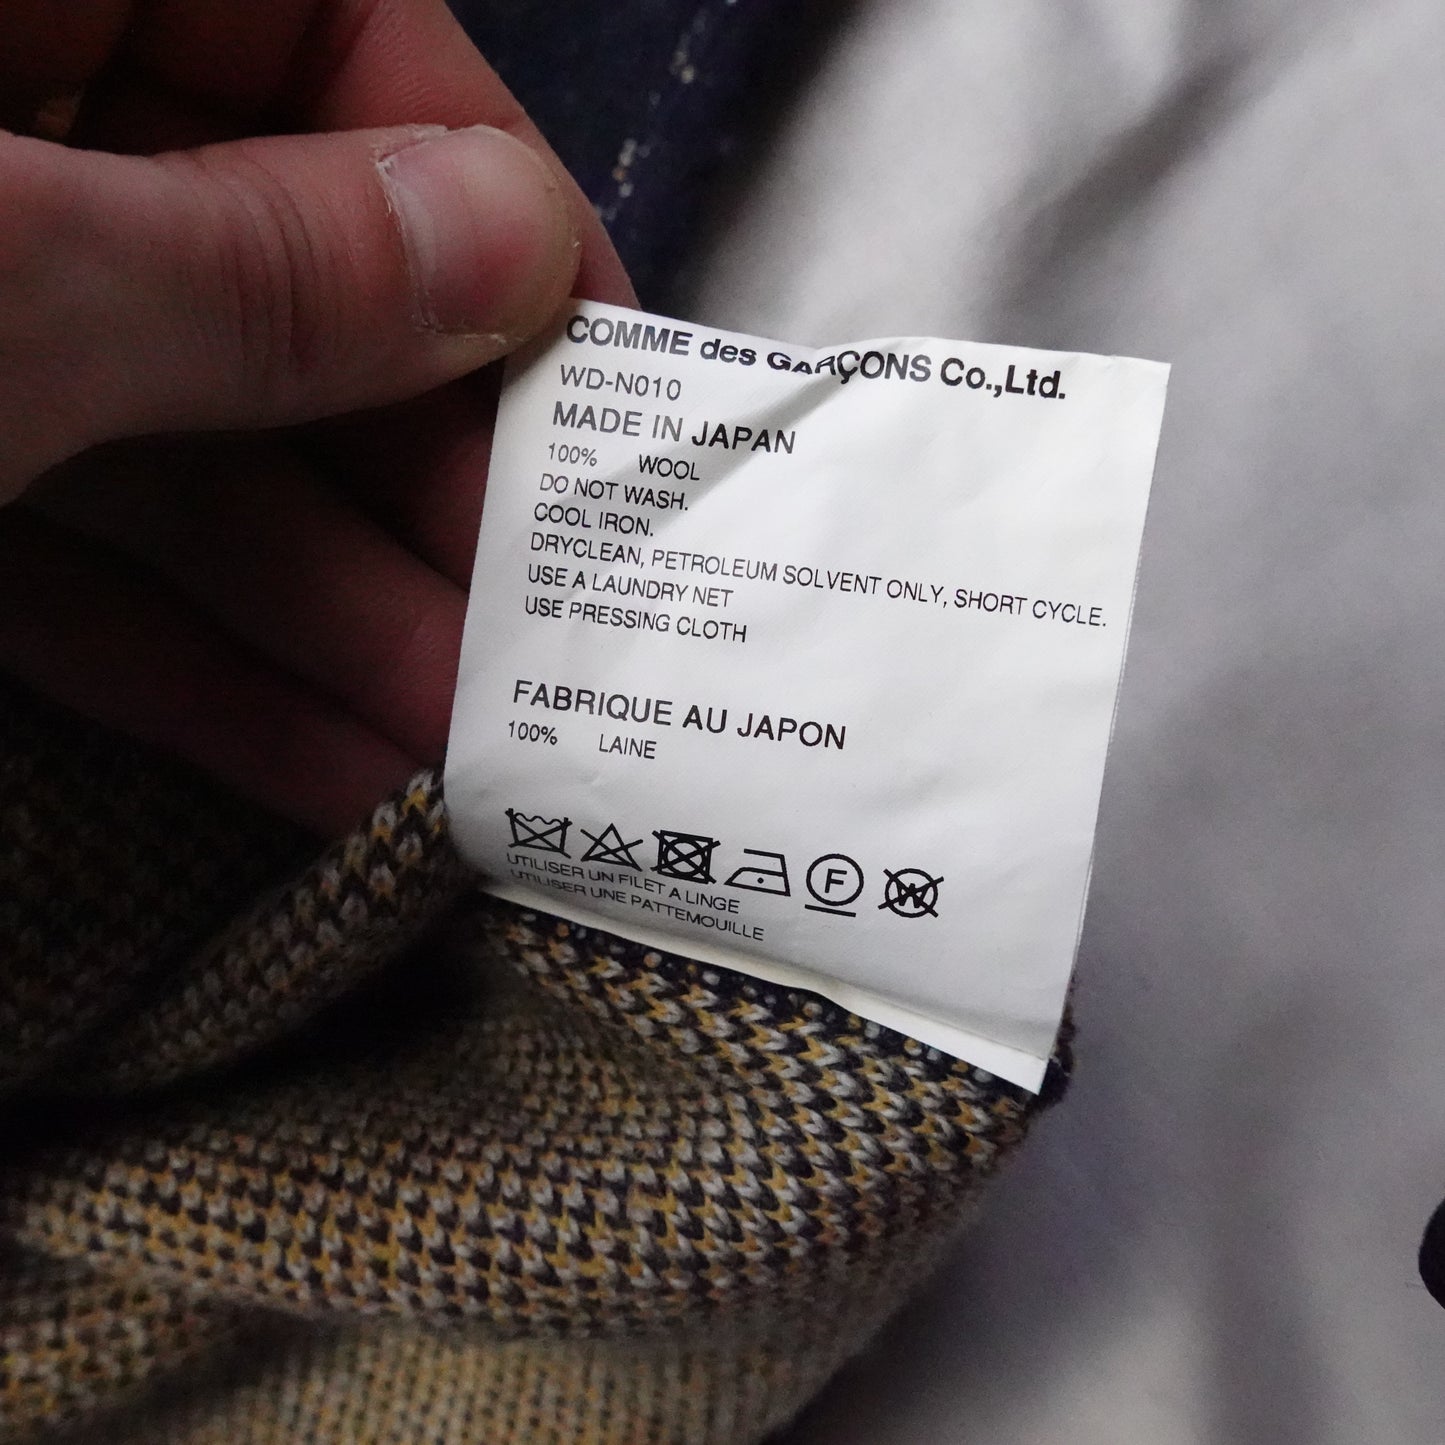 COMME des GARÇONS Co.,Ltd.
WD-N010
MADE IN JAPAN
100% WOOL
DO NOT WASH.
COOL IRON.
DRYCLEAN, PETROLEUM SOLVENT ONLY, SHORT CYCLE.
USE A LAUNDRY NET
USE PRESSING CLOTH
FABRIQUE AU JAPON
100% LAINE
F W
UTILISER UN FILET A LINGE
UTILISER UNE PATTEMOUILLE